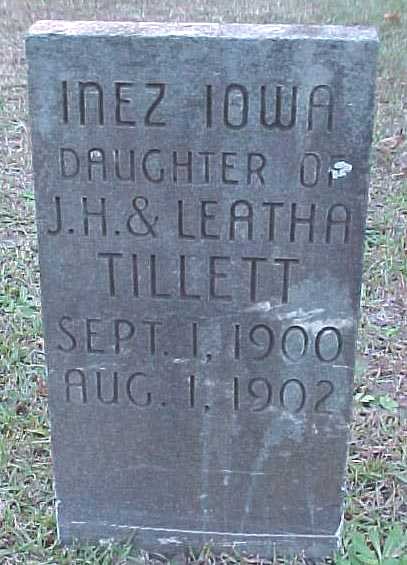 INEZ IOWA
DAUGHTER OF
J.H. & LEATHA
TILLETT
SEPT. 1, 1900
AUG. 1, 1902